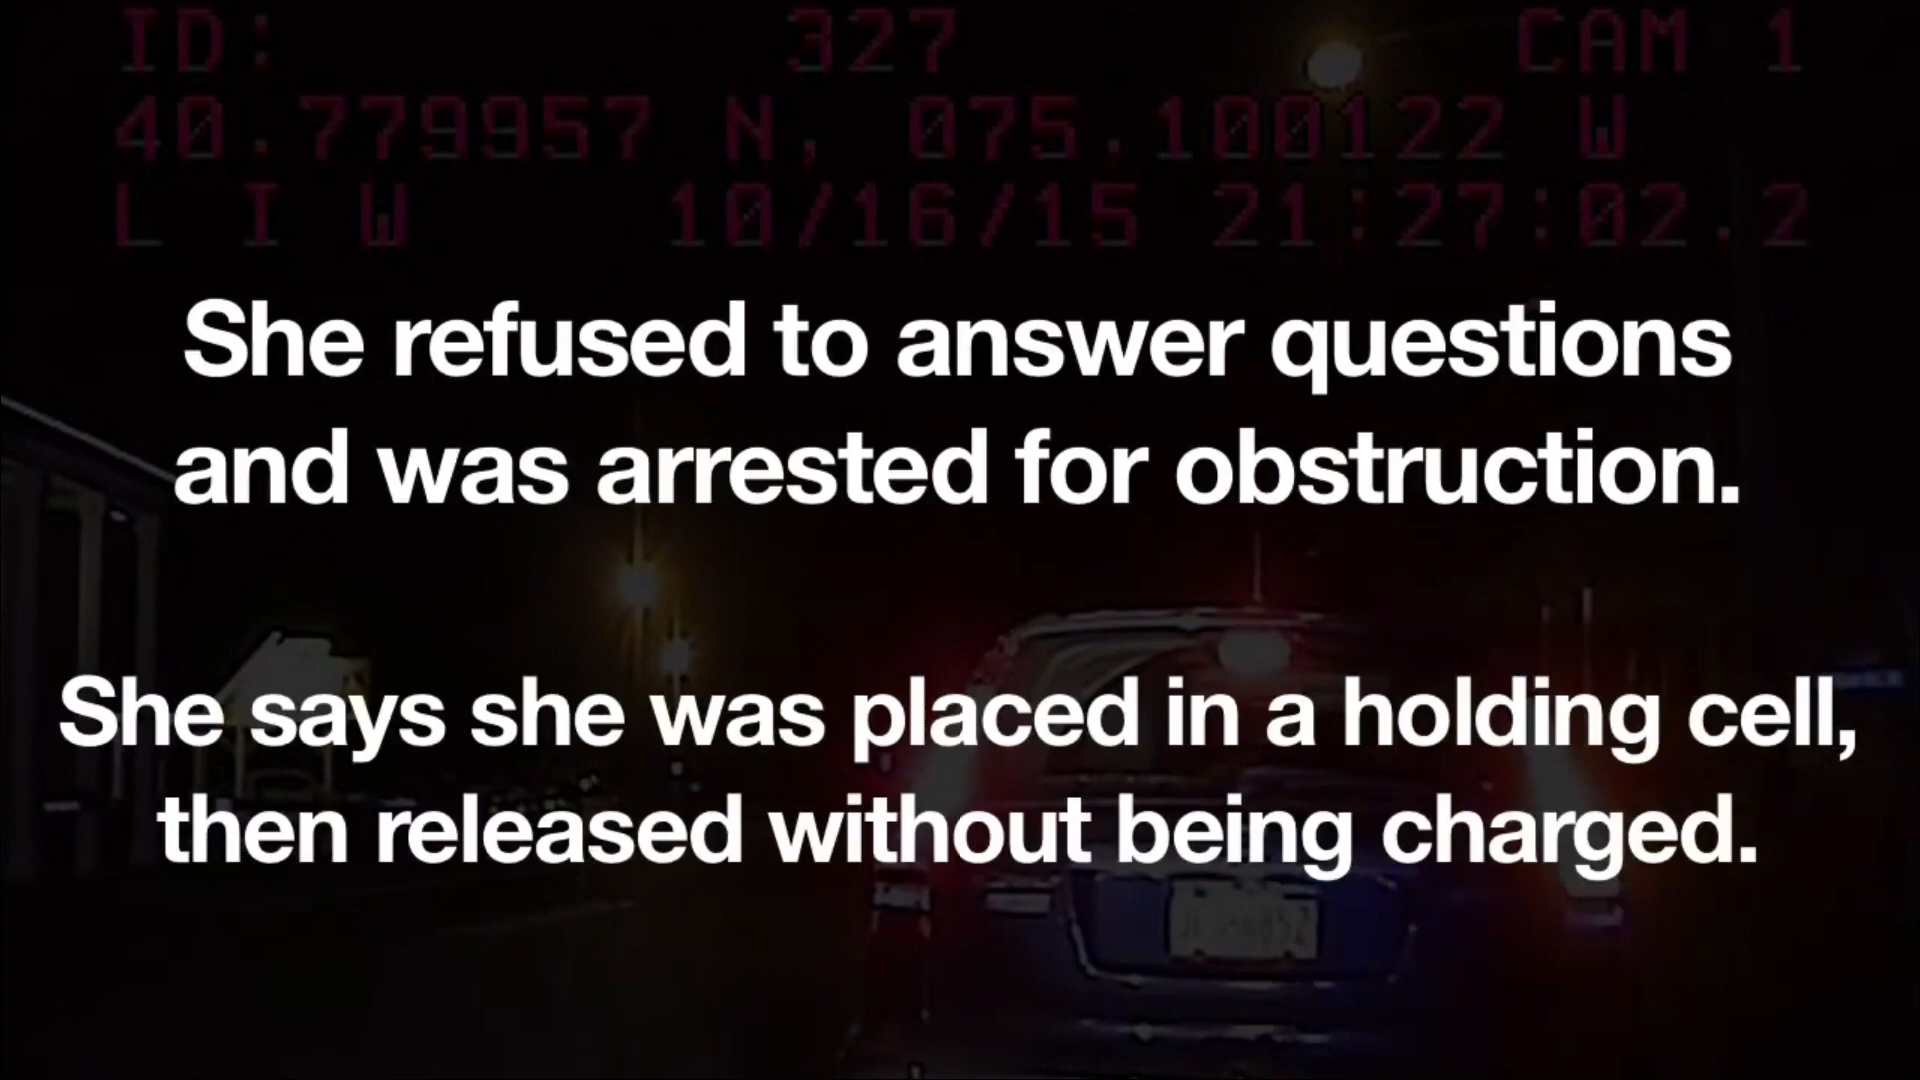 ID: 327 CAM 1
40.779957 N, 075.100122 W
L I W 10/16/15 21:27:02.2
She refused to answer questions
and was arrested for obstruction.
She says she was placed in a holding cell,
then released without being charged.